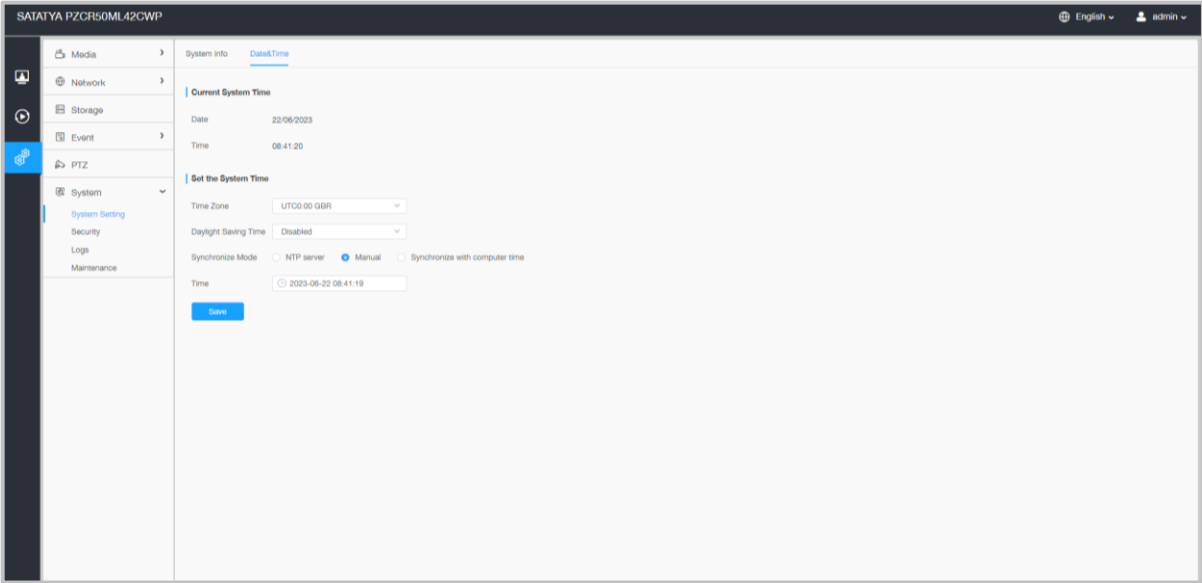 SATATYA PZCR50ML42CWP
English
admin
Media
Network
Storage
Event
PTZ
System
System Setting
Security
Logs
Maintenance
System Info
Date&Time
Current System Time
Date 22/06/2023
Time 08:41:20
Set the System Time
Time Zone UTC0:00 GBR
Daylight Saving Time Disabled
Synchronize Mode NTP server Manual Synchronize with computer time
Time 2023-06-22 08:41:19
Save